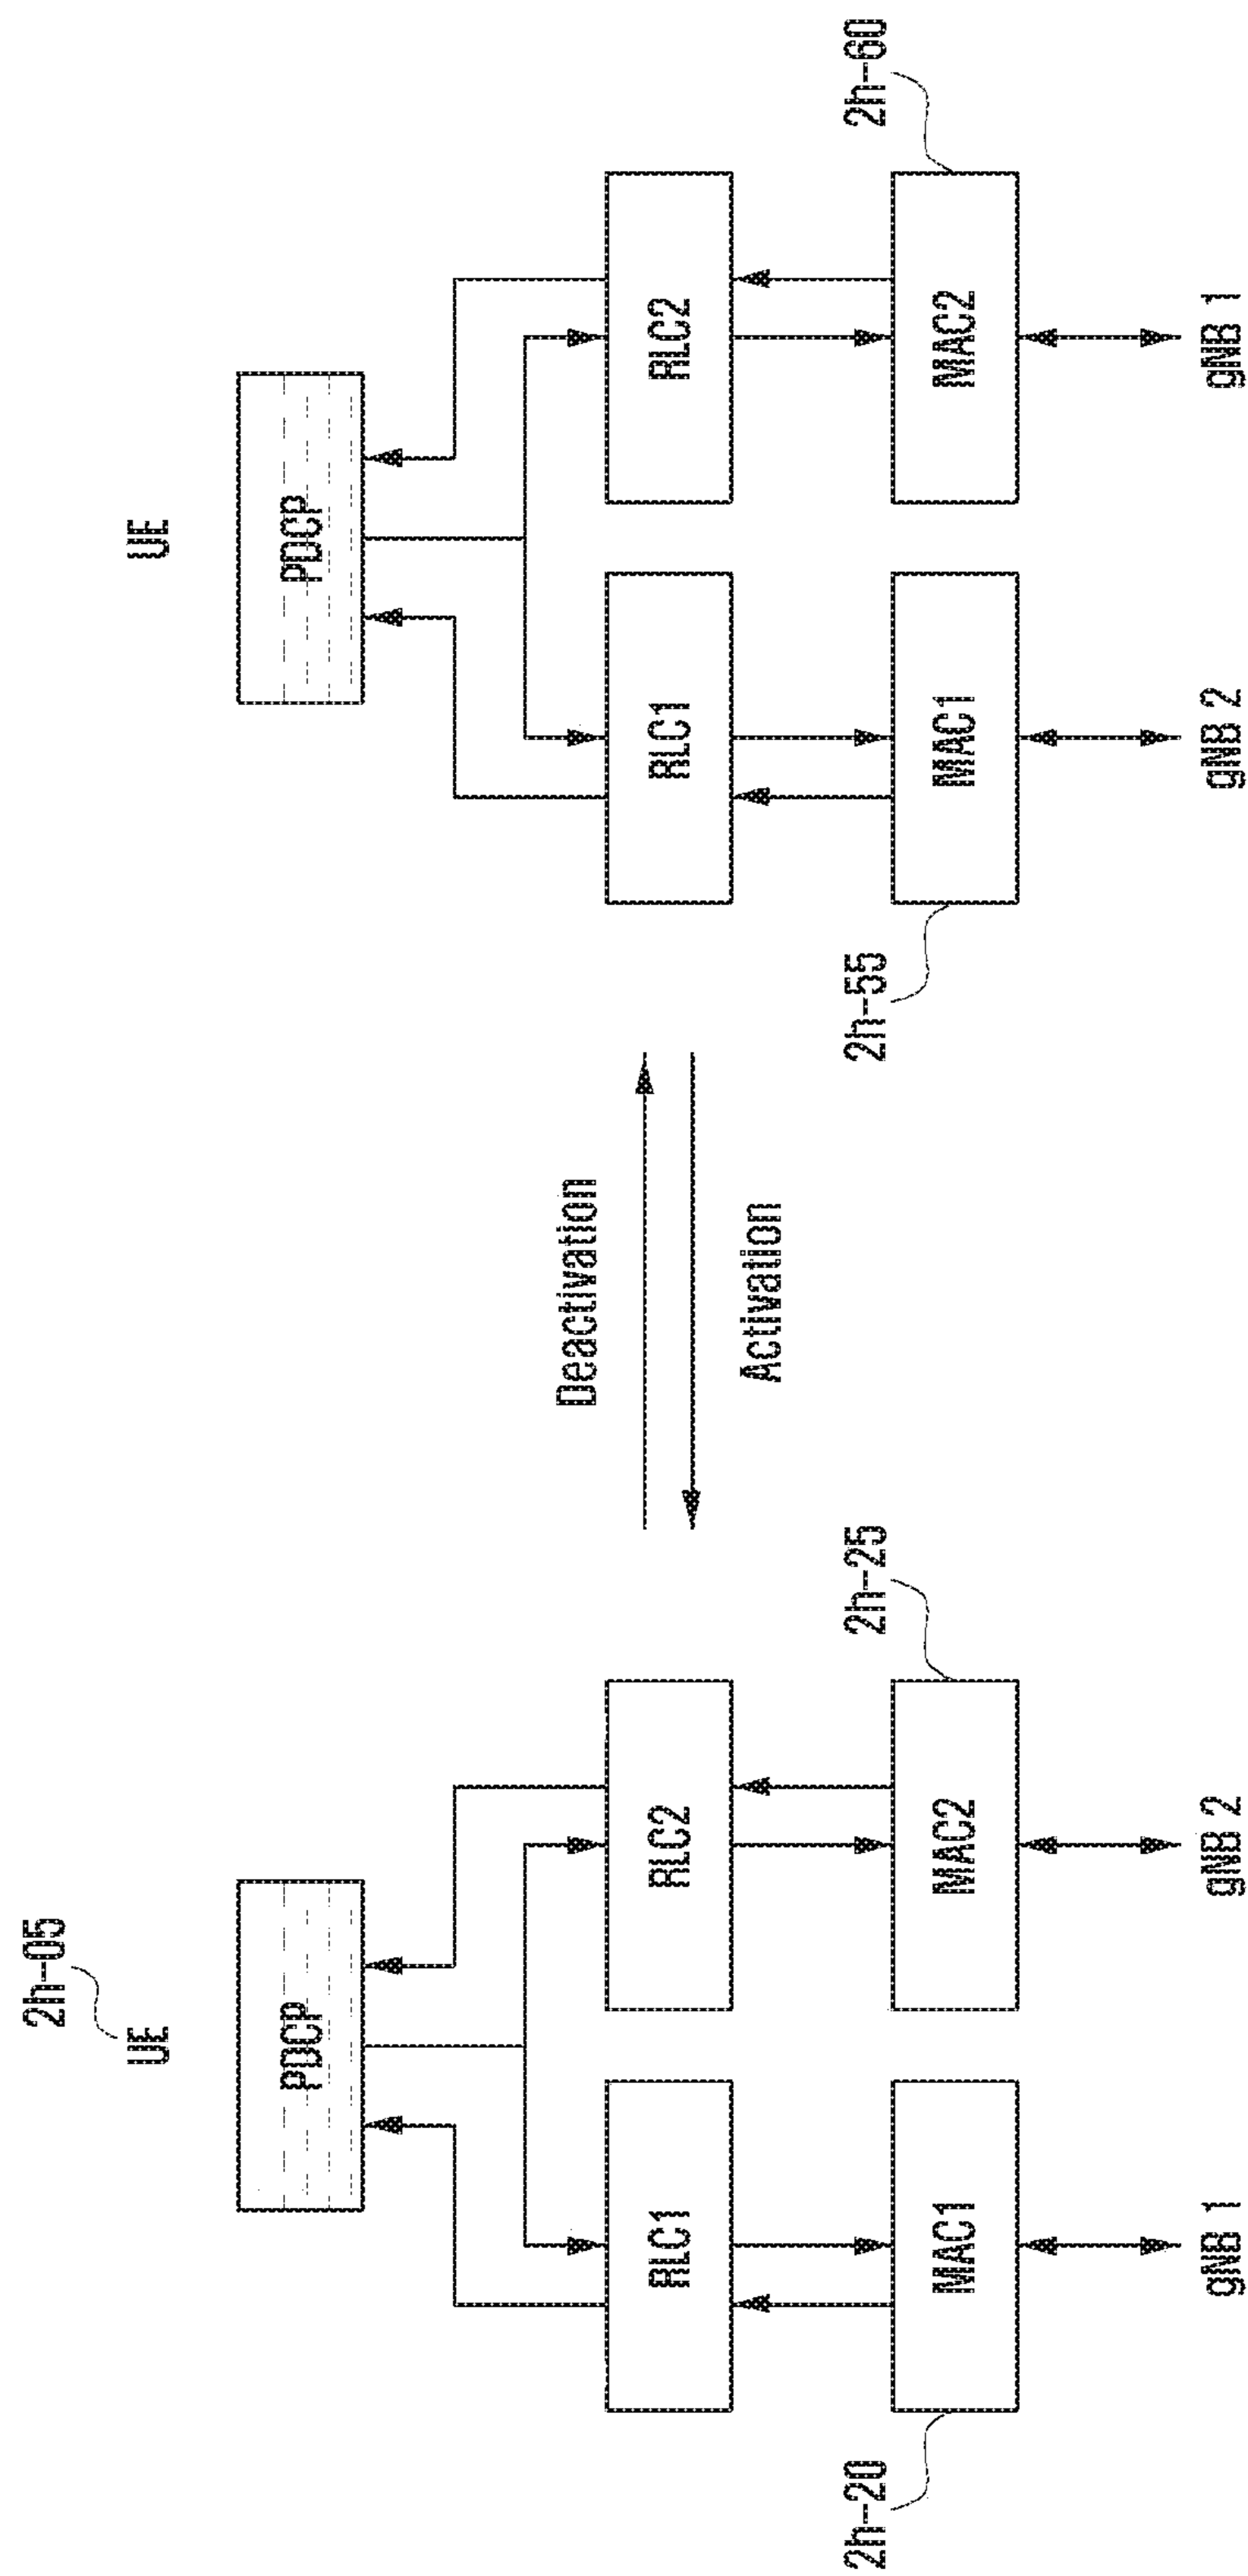 2h-05
UE
PDCP
RLC1
RLC2
MAC1
MAC2
2h-20
2h-25
gNB 1
gNB 2
Deactivation
Activation
UE
PDCP
RLC1
RLC2
MAC1
MAC2
2h-55
2h-60
gNB 2
gNB 1